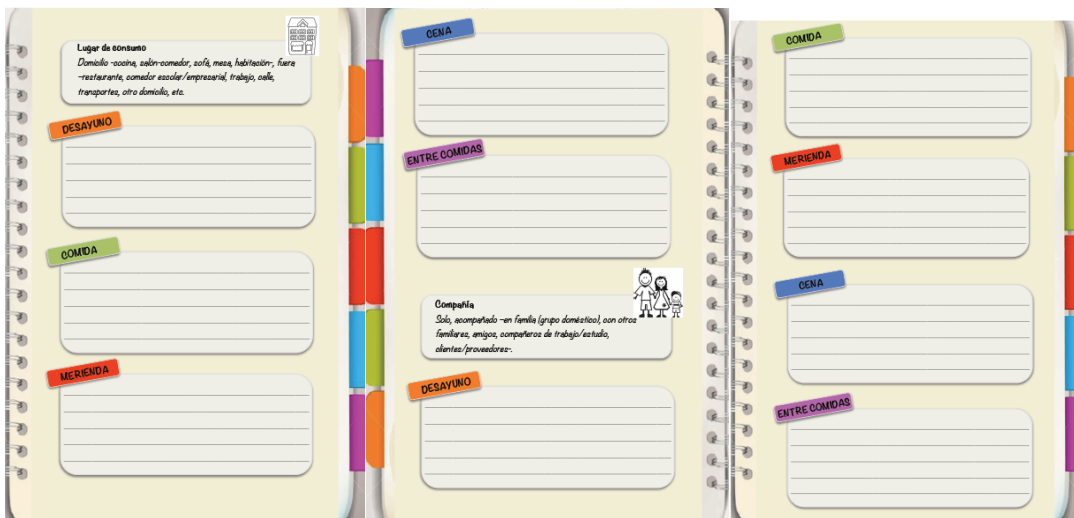 Lugar de consumo
Domicilio -cocina, salón-comedor, sofá, mesa, habitación-, fuera
-restaurante, comedor escolar/empresarial, trabajo, calle,
transportes, otro domicilio, etc.
DESAYUNO
COMIDA
MERIENDA
CENA
ENTRE COMIDAS
Compañía
Solo, acompañado -en familia (grupo doméstico), con otros
familiares, amigos, compañeros de trabajo/estudio,
clientes/proveedores-.
DESAYUNO
COMIDA
MERIENDA
CENA
ENTRE COMIDAS